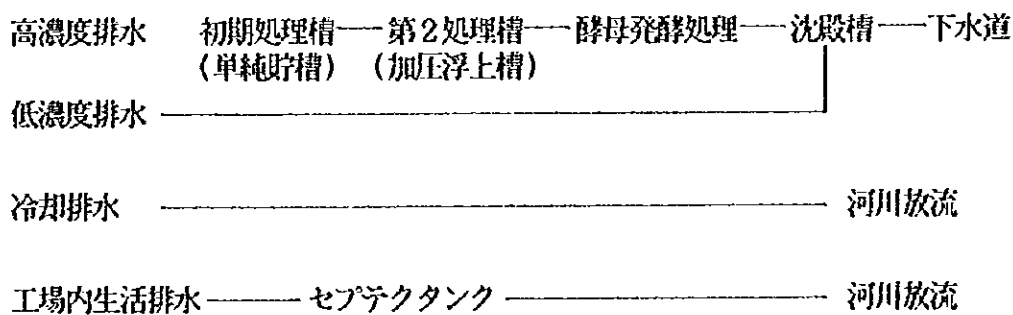 高濃度排水 初期処理槽 第2処理槽 酵母発酵処理 沈殿槽 下水道
(単純貯槽) (加圧浮上槽)
低濃度排水
冷却排水 河川放流
工場内生活排水 セプテクタンク 河川放流